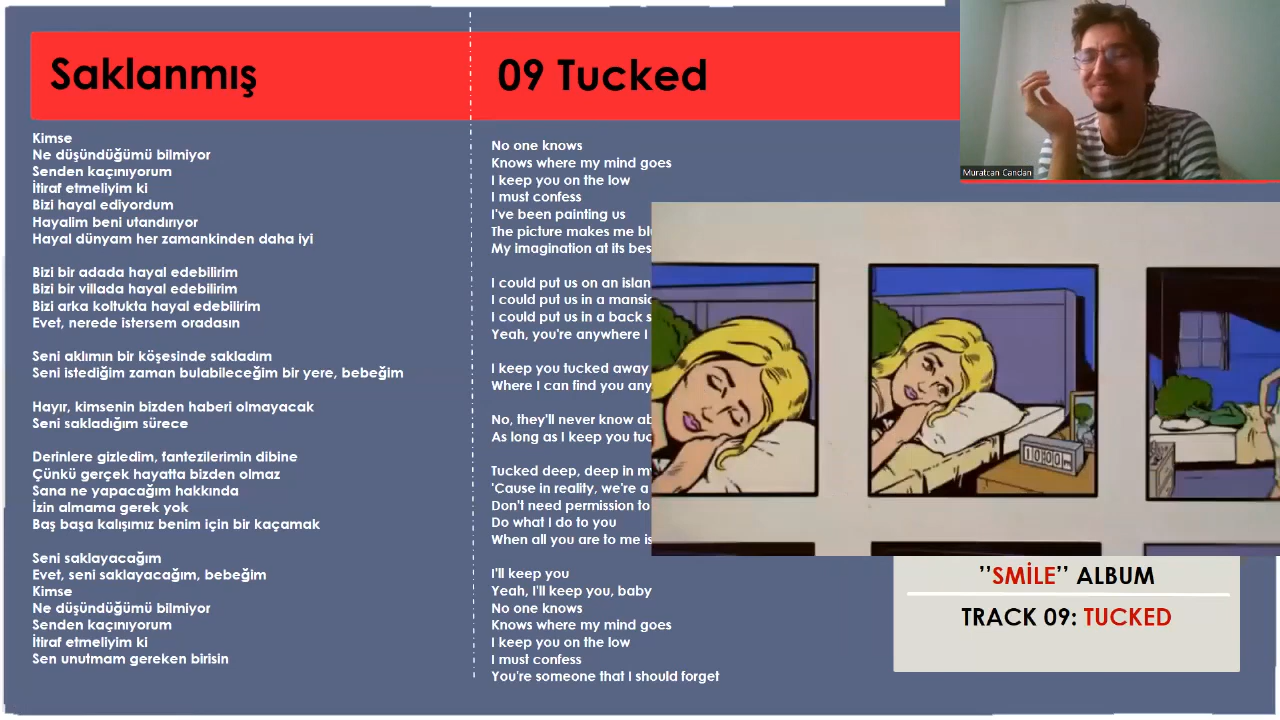 Saklanmış
Kimse
Ne düşündüğümü bilmiyor
Senden kaçınıyorum
İtiraf etmeliyim ki
Bizi hayal ediyordum
Hayalim beni utandırıyor
Hayal dünyam her zamankinden daha iyi
Bizi bir adada hayal edebilirim
Bizi bir villada hayal edebilirim
Bizi arka koltukta hayal edebilirim
Evet, nerede istersem oradasın
Seni aklımın bir köşesinde sakladım
Seni istediğim zaman bulabileceğim bir yere, bebeğim
Hayır, kimsenin bizden haberi olmayacak
Seni sakladığım sürece
Derinlere gizledim, fantezilerimin dibine
Çünkü gerçek hayatta bizden olmaz
Sana ne yapacağım hakkında
İzin almama gerek yok
Baş başa kalışımız benim için bir kaçamak
Seni saklayacağım
Evet, seni saklayacağım, bebeğim
Kimse
Ne düşündüğümü bilmiyor
Senden kaçınıyorum
İtiraf etmeliyim ki
Sen unutmam gereken birisin
09 Tucked
No one knows
Knows where my mind goes
I keep you on the low
I must confess
I've been painting us
The picture makes me
My imagination at its
I could put us on an
I could put us in a
I could put us in a back
Yeah, you're anywhere I
I keep you tucked away
Where I can find you
No, they'll never know
As long as I keep you
Tucked deep, deep in
'Cause in reality, we're a
Don't need permission to
Do what I do to you
When all you are to me is
I'll keep you
Yeah, I'll keep you, baby
No one knows
Knows where my mind goes
I keep you on the low
I must confess
You're someone that I should forget
Muratcan Candan
10:00
''SMİLE'' ALBUM
TRACK 09: TUCKED